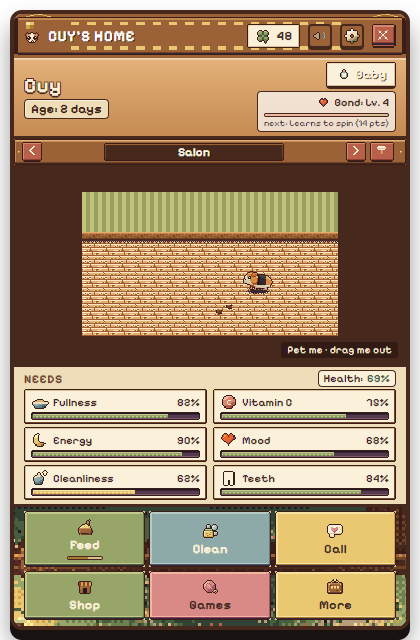 GUY'S HOME
48
Guy
Baby
Age: 2 days
Bond: Lv. 4
next: learns to spin (14 pts)
Salon
Pet me · drag me out
NEEDS
Health: 69%
Fullness 82%
Vitamin C 78%
Energy 90%
Mood 68%
Cleanliness 62%
Teeth 84%
Feed
Clean
Call
Shop
Games
More